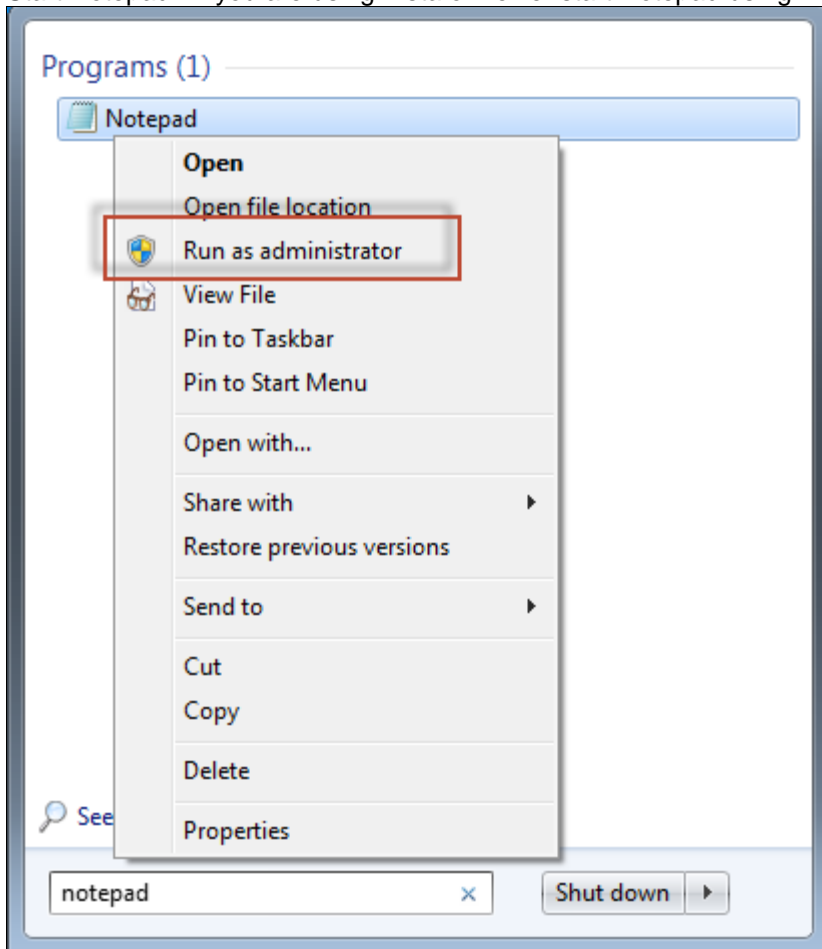 Programs (1)
Notepad
Open
Open file location
Run as administrator
View File
Pin to Taskbar
Pin to Start Menu
Open with...
Share with
Restore previous versions
Send to
Cut
Copy
Delete
Properties
See
notepad
Shut down